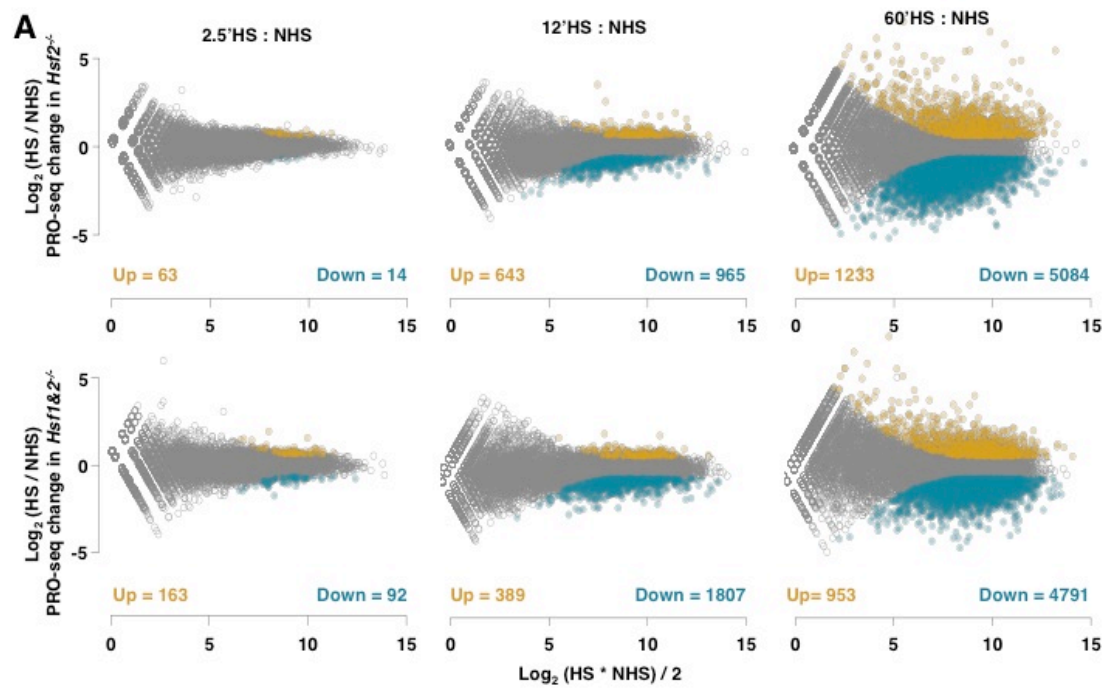 A
2.5'HS : NHS
12'HS : NHS
60'HS : NHS
Log2 (HS / NHS)
PRO-seq change in Hsf2-/-
5
0
-5
Up = 63
Down = 14
Up = 643
Down = 965
Up= 1233
Down = 5084
0 5 10 15
0 5 10 15
0 5 10 15
Log2 (HS / NHS)
PRO-seq change in Hsf1&2-/-
5
0
-5
Up = 163
Down = 92
Up = 389
Down = 1807
Up= 953
Down = 4791
0 5 10 15
0 5 10 15
0 5 10 15
Log2 (HS * NHS) / 2